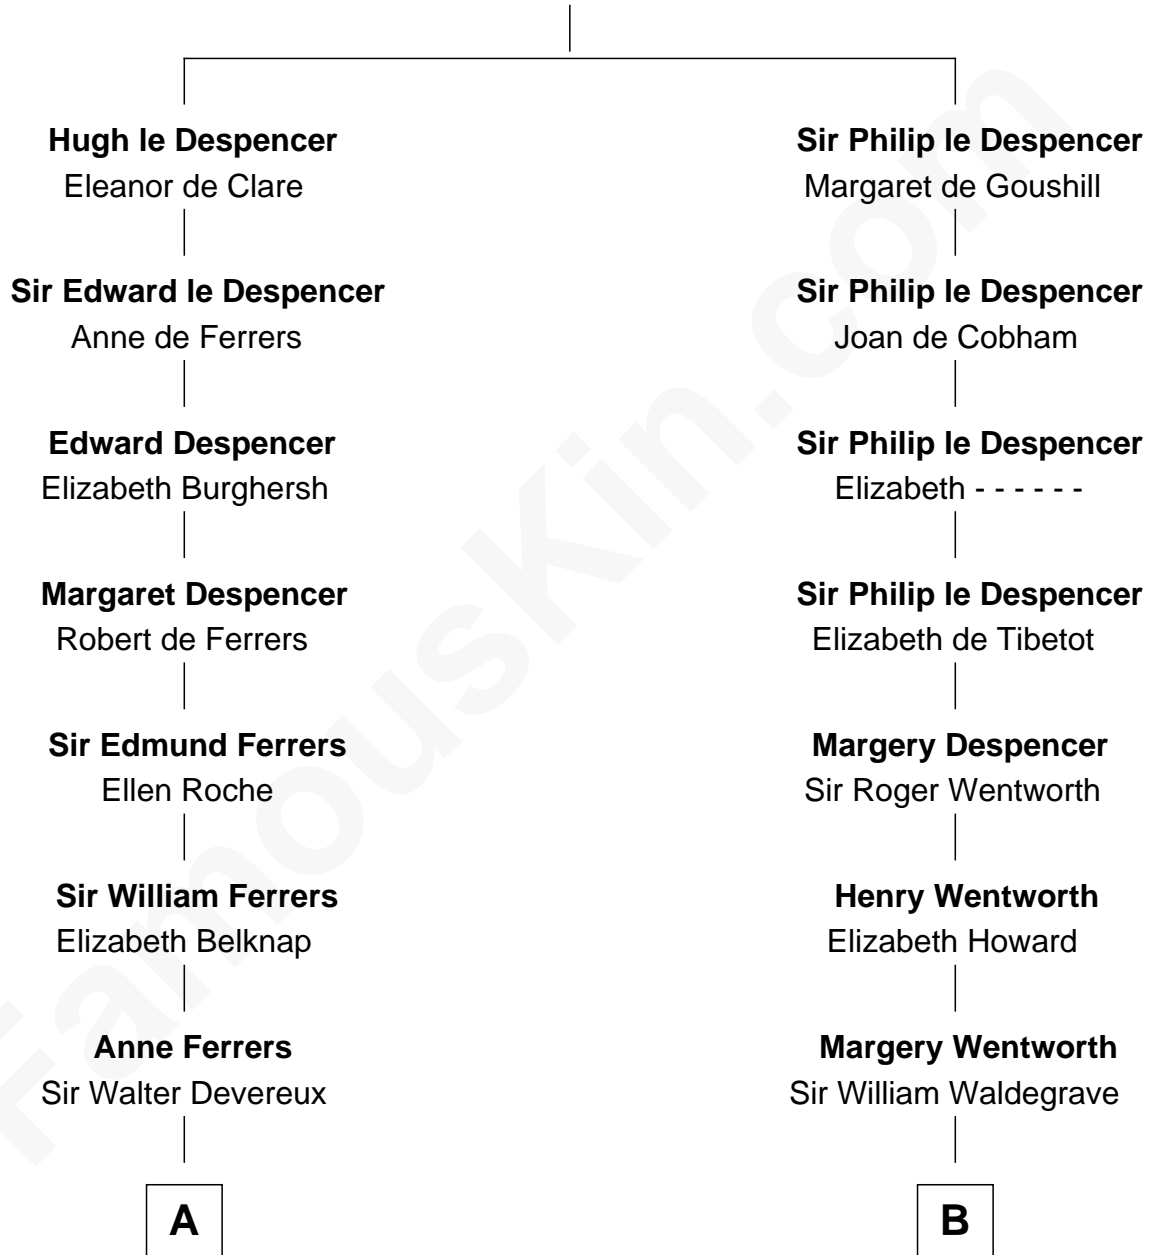 Hugh le Despencer
Eleanor de Clare
Sir Edward le Despencer
Anne de Ferrers
Edward Despencer
Elizabeth Burghersh
Margaret Despencer
Robert de Ferrers
Sir Edmund Ferrers
Ellen Roche
Sir William Ferrers
Elizabeth Belknap
Anne Ferrers
Sir Walter Devereux
A
Sir Philip le Despencer
Margaret de Goushill
Sir Philip le Despencer
Joan de Cobham
Sir Philip le Despencer
Elizabeth - - - - - -
Sir Philip le Despencer
Elizabeth de Tibetot
Margery Despencer
Sir Roger Wentworth
Henry Wentworth
Elizabeth Howard
Margery Wentworth
Sir William Waldegrave
B
FamousKin.com